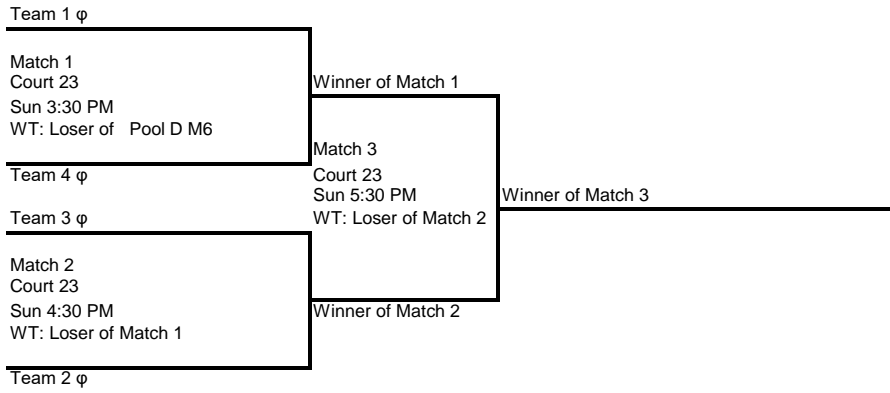 Team 1 φ
Match 1
Court 23
Sun 3:30 PM
WT: Loser of Pool D M6
Team 4 φ
Winner of Match 1
Match 3
Court 23
Sun 5:30 PM
WT: Loser of Match 2
Winner of Match 3
Team 3 φ
Match 2
Court 23
Sun 4:30 PM
WT: Loser of Match 1
Team 2 φ
Winner of Match 2